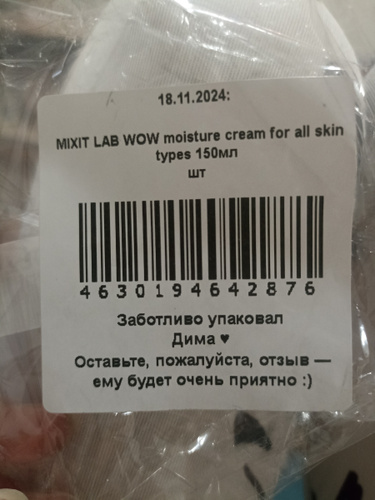 18.11.2024:
MIXIT LAB WOW moisture cream for all skin
types 150мл
шт
4630194642876
Заботливо упаковал
Дима ♥
Оставьте, пожалуйста, отзыв —
ему будет очень приятно :)